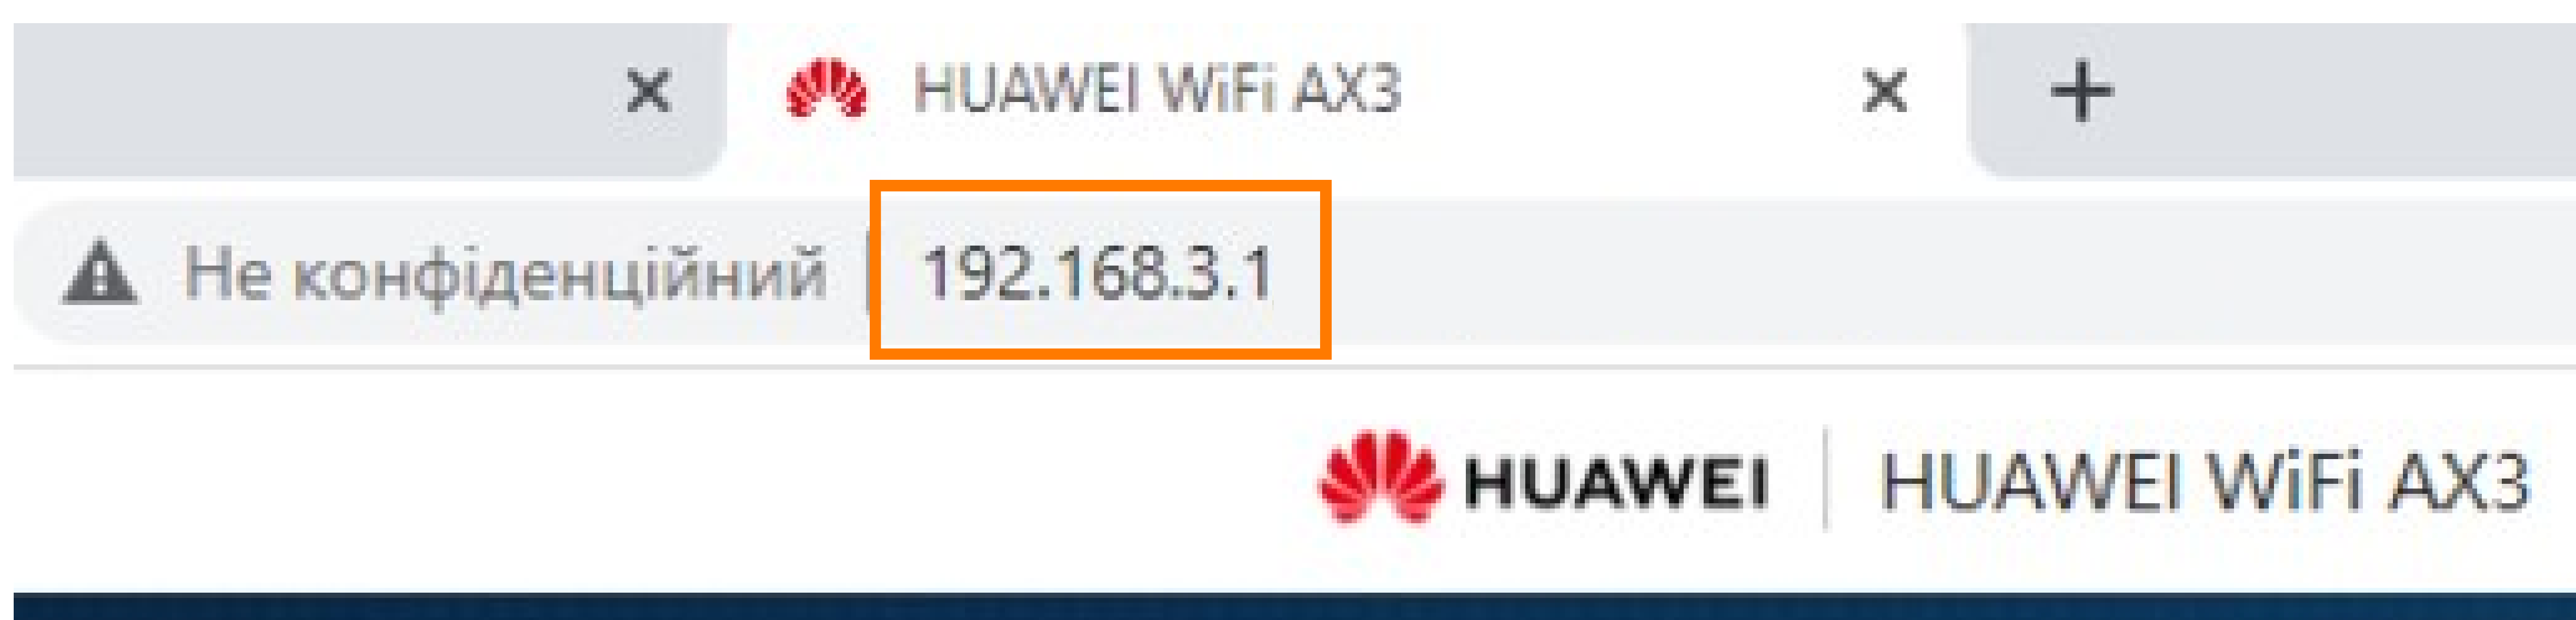 HUAWEI WiFi AX3
Не конфіденційний 192.168.3.1
HUAWEI HUAWEI WiFi AX3